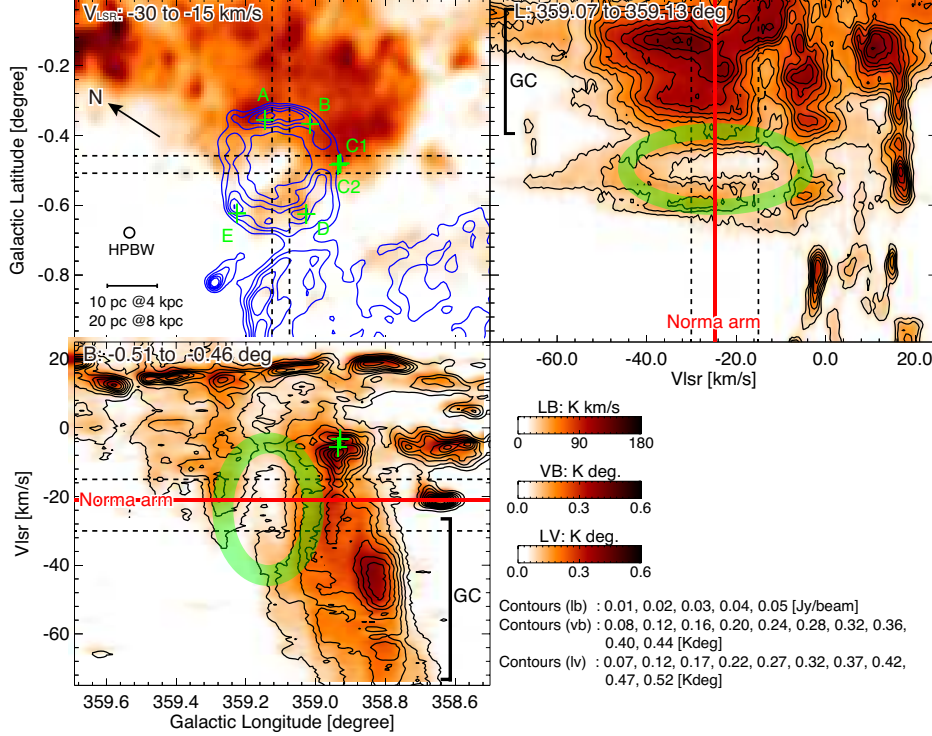 VLSR: -30 to -15 km/s
L: 359.07 to 359.13 deg
-0.2
-0.4
-0.6
-0.8
Galactic Latitude [degree]
N
A
B
C1
C2
D
E
HPBW
10 pc @4 kpc
20 pc @8 kpc
GC
Norma arm
-60.0
-40.0
-20.0
0.0
20.0
Vlsr [km/s]
B: -0.51 to -0.46 deg
20
0
-20
-40
-60
Vlsr [km/s]
Norma arm
GC
359.6
359.4
359.2
359.0
358.8
358.6
Galactic Longitude [degree]
LB: K km/s
0 90 180
VB: K deg.
0.0 0.3 0.6
LV: K deg.
0.0 0.3 0.6
Contours (lb) : 0.01, 0.02, 0.03, 0.04, 0.05 [Jy/beam]
Contours (vb) : 0.08, 0.12, 0.16, 0.20, 0.24, 0.28, 0.32, 0.36,
0.40, 0.44 [Kdeg]
Contours (lv) : 0.07, 0.12, 0.17, 0.22, 0.27, 0.32, 0.37, 0.42,
0.47, 0.52 [Kdeg]